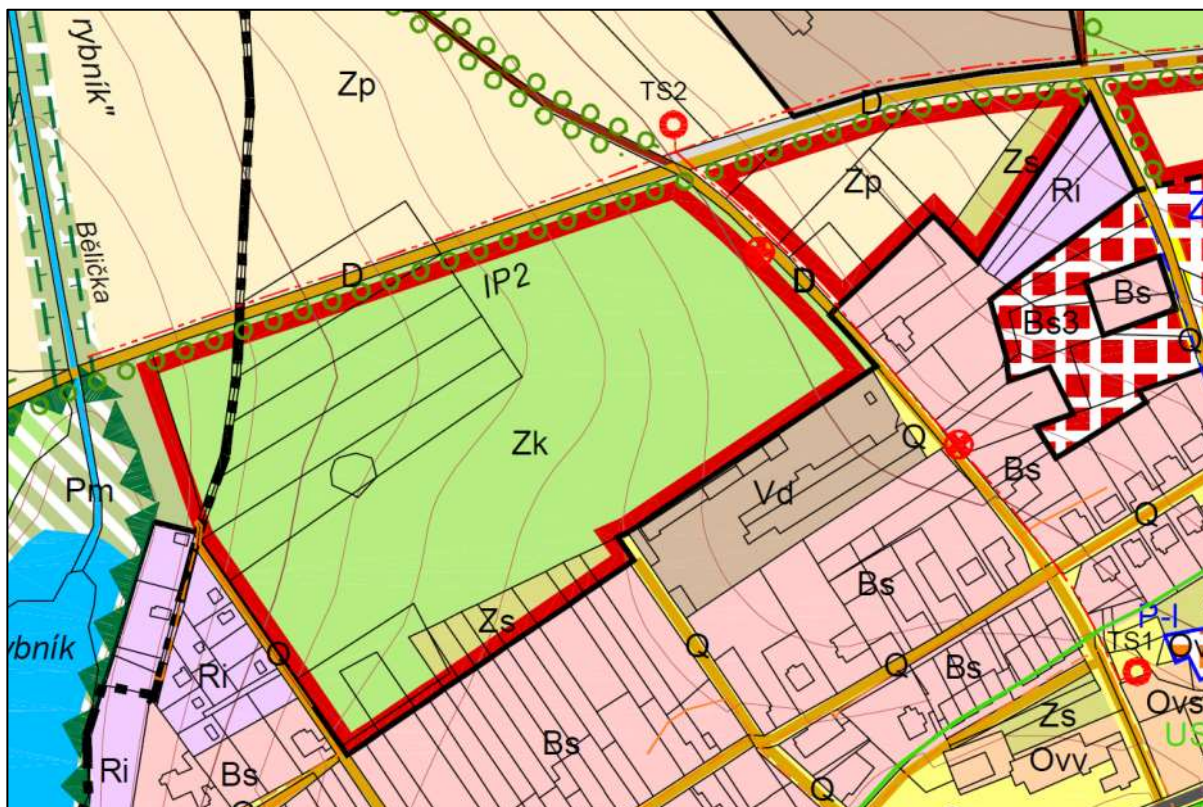 rybník"
Zp
TS2
D
Zs
Zp
Ri
Bělička
D
IP2
D
Bs
Bs3
Q
Zk
Q
Bs
Pm
Vd
Q
Bs
Zs
P-I
TS1
Q
Ri
Q
Q
Bs
Ovs
Zs
US
Ri
Bs
Bs
Ovv
Q